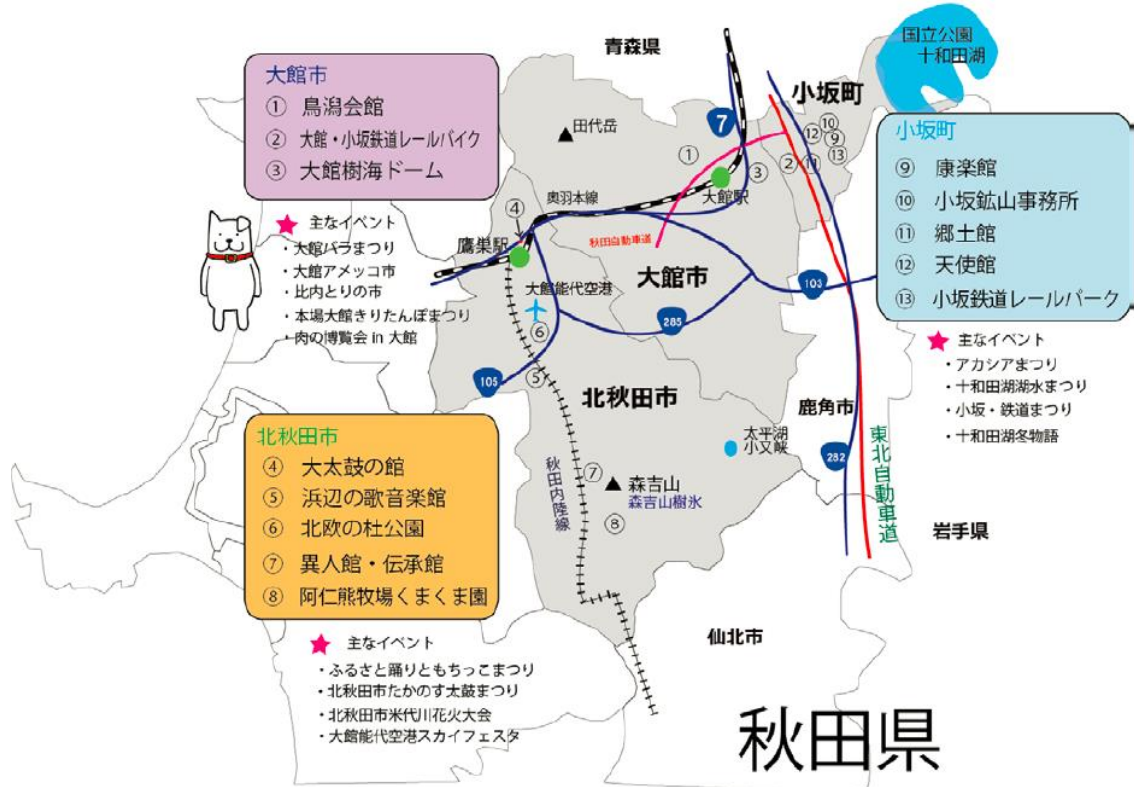 青森県
国立公園
十和田湖
大館市
① 鳥潟会館
② 大館・小坂鉄道レールバイク
③ 大館樹海ドーム
★ 主なイベント
・大館バラまつり
・大館アメッコ市
・比内とりの市
・本場大館きりたんぽまつり
・肉の博覧会 in 大館
小坂町
7
田代岳
①
②
③
⑩
⑫
⑨
⑪
⑬
大館駅
奥羽本線
④
鷹巣駅
秋田自動車道
大館市
大館能代空港
⑥
103
285
⑤
105
小坂町
⑨ 康楽館
⑩ 小坂鉱山事務所
⑪ 郷土館
⑫ 天使館
⑬ 小坂鉄道レールパーク
★ 主なイベント
・アカシアまつり
・十和田湖湖水まつり
・小坂・鉄道まつり
・十和田湖冬物語
北秋田市
鹿角市
太平湖
小又峡
282
東北自動車道
岩手県
秋田内陸線
⑦
森吉山
森吉山樹氷
⑧
北秋田市
④ 大太鼓の館
⑤ 浜辺の歌音楽館
⑥ 北欧の杜公園
⑦ 異人館・伝承館
⑧ 阿仁熊牧場くまくま園
★ 主なイベント
・ふるさと踊りともちっこまつり
・北秋田市たかのす太鼓まつり
・北秋田市米代川花火大会
・大館能代空港スカイフェスタ
仙北市
秋田県